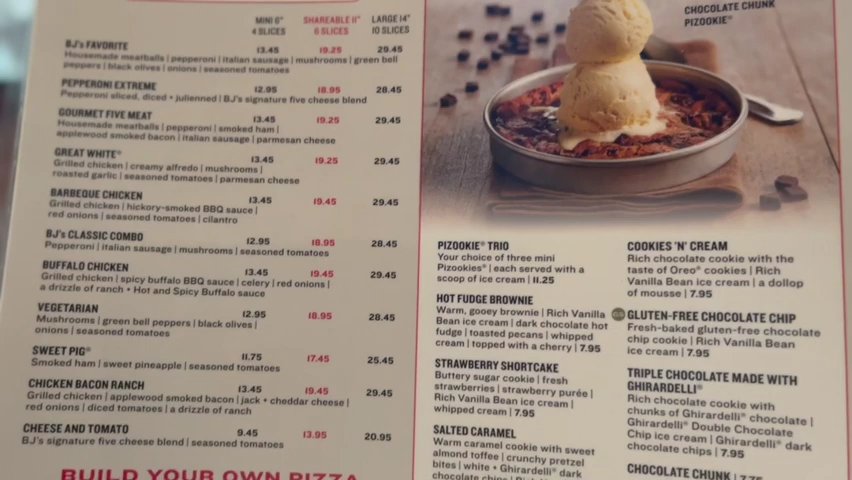 MINI 6" SHAREABLE 11" LARGE 14"
4 SLICES 6 SLICES 10 SLICES
BJ's FAVORITE 13.45 19.25 29.45
Housemade meatballs | pepperoni | italian sausage | mushrooms | green bell
peppers | black olives | onions | seasoned tomatoes
PEPPERONI EXTREME 12.95 18.95 28.45
Pepperoni sliced, diced + julienned | BJ's signature five cheese blend
GOURMET FIVE MEAT 13.45 19.25 29.45
Housemade meatballs | pepperoni | smoked ham |
applewood smoked bacon | italian sausage | parmesan cheese
GREAT WHITE® 13.45 19.25 29.45
Grilled chicken | creamy alfredo | mushrooms |
roasted garlic | seasoned tomatoes | parmesan cheese
BARBEQUE CHICKEN 13.45 19.45 29.45
Grilled chicken | hickory-smoked BBQ sauce |
red onions | seasoned tomatoes | cilantro
BJ's CLASSIC COMBO 12.95 18.95 28.45
Pepperoni | italian sausage | mushrooms | seasoned tomatoes
BUFFALO CHICKEN 13.45 19.45 29.45
Grilled chicken | spicy buffalo BBQ sauce | celery | red onions |
a drizzle of ranch + Hot and Spicy Buffalo sauce
VEGETARIAN 12.95 18.95 28.45
Mushrooms | green bell peppers | black olives |
onions | seasoned tomatoes
SWEET PIG® 11.75 17.45 25.45
Smoked ham | sweet pineapple | seasoned tomatoes
CHICKEN BACON RANCH 13.45 19.45 29.45
Grilled chicken | applewood smoked bacon | jack + cheddar cheese |
red onions | diced tomatoes | a drizzle of ranch
CHEESE AND TOMATO 9.45 13.95 20.95
BJ's signature five cheese blend | seasoned tomatoes
BUILD YOUR OWN PIZZA
CHOCOLATE CHUNK
PIZOOKIE®
PIZOOKIE® TRIO
Your choice of three mini
Pizookies® | each served with a
scoop of ice cream | 11.25
HOT FUDGE BROWNIE
Warm, gooey brownie | Rich Vanilla
Bean ice cream | dark chocolate hot
fudge | toasted pecans | whipped
cream | topped with a cherry | 7.95
STRAWBERRY SHORTCAKE
Buttery sugar cookie | fresh
strawberries | strawberry purée |
Rich Vanilla Bean ice cream |
whipped cream | 7.95
SALTED CARAMEL
Warm caramel cookie with sweet
almond toffee | crunchy pretzel
bites | white + Ghirardelli® dark
chocolate chips |
COOKIES 'N' CREAM
Rich chocolate cookie with the
taste of Oreo® cookies | Rich
Vanilla Bean ice cream | a dollop
of mousse | 7.95
GLUTEN-FREE CHOCOLATE CHIP
Fresh-baked gluten-free chocolate
chip cookie | Rich Vanilla Bean
ice cream | 7.95
TRIPLE CHOCOLATE MADE WITH
GHIRARDELLI®
Rich chocolate cookie with
chunks of Ghirardelli® chocolate |
Ghirardelli® Double Chocolate
Chip ice cream | Ghirardelli® dark
chocolate chips | 7.95
CHOCOLATE CHUNK | 7.75